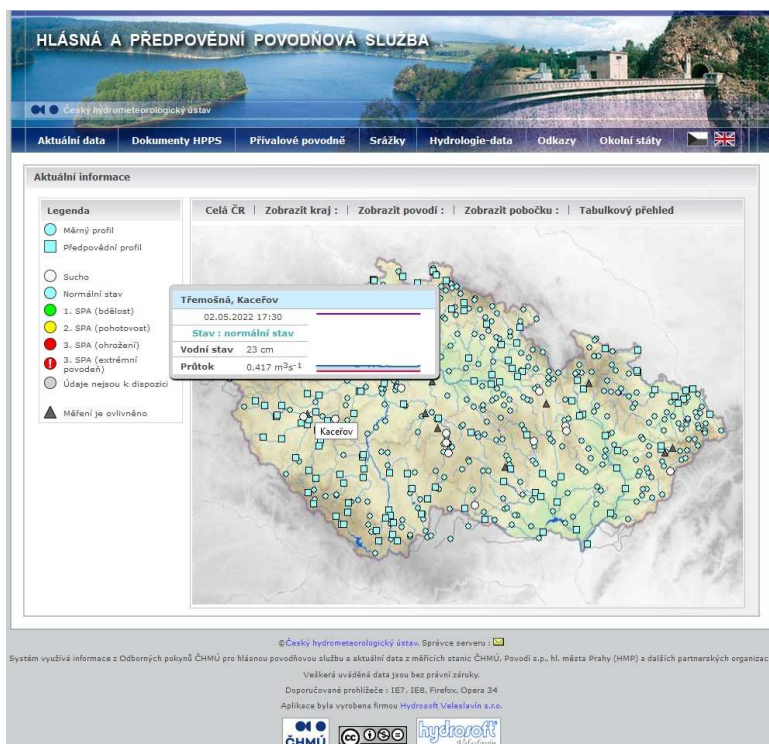 HLÁSNÁ A PŘEDPOVĚDNÍ POVODŇOVÁ SLUŽBA
Český hydrometeorologický ústav
Aktuální data Dokumenty HPPS Přívalové povodně Srážky Hydrologie-data Odkazy Okolní státy
Aktuální informace
Legenda
Měrný profil
Předpovědní profil
Sucho
Normální stav
1. SPA (bdělost)
2. SPA (pohotovost)
3. SPA (ohrožení)
3. SPA (extrémní
povodeň)
Údaje nejsou k dispozici
Měření je ovlivněno
Celá ČR | Zobrazit kraj : | Zobrazit povodí : | Zobrazit pobočku : | Tabulkový přehled
Třemošná, Kaceřov
02.05.2022 17:30
Stav : normální stav
Vodní stav 23 cm
Průtok 0.417 m³s⁻¹
Kaceřov
©Český hydrometeorologický ústav. Správce serveru :
Systém využívá informace z Odborných pokynů ČHMÚ pro hlásnou povodňovou službu a aktuální data z měřících stanic ČHMÚ, Povodí s.p., hl. města Prahy (HMP) a dalších partnerských organizac
Veškerá uváděná data jsou bez právní záruky.
Doporučované prohlížeče : IE7, IE8, Firefox, Opera 34
Aplikace byla vyrobena firmou Hydrosoft Veleslavín s.r.o.
ČHMÚ
cc
hydrosoft
Veleslavín